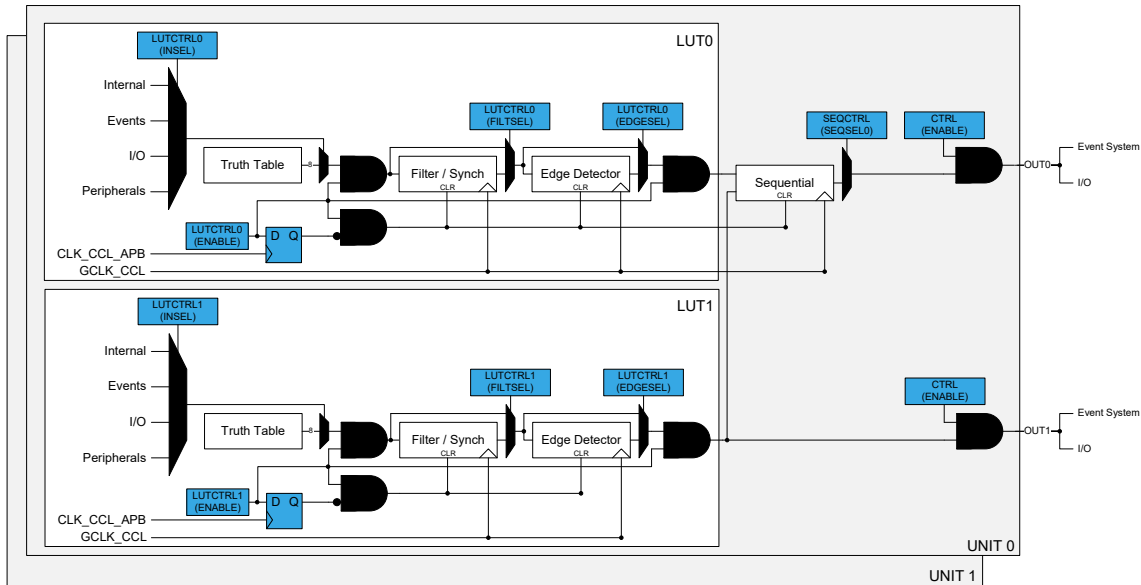 LUT0
LUTCTRL0
(INSEL)
Internal
Events
I/O
Peripherals
Truth Table
8
LUTCTRL0
(FILTSEL)
LUTCTRL0
(EDGESEL)
Filter / Synch
CLR
Edge Detector
CLR
SEQCTRL
(SEQSEL0)
Sequential
CLR
CTRL
(ENABLE)
OUT0
Event System
I/O
LUTCTRL0
(ENABLE)
D Q
CLK_CCL_APB
GCLK_CCL
LUT1
LUTCTRL1
(INSEL)
Internal
Events
I/O
Peripherals
Truth Table
8
LUTCTRL1
(FILTSEL)
LUTCTRL1
(EDGESEL)
Filter / Synch
CLR
Edge Detector
CLR
CTRL
(ENABLE)
OUT1
Event System
I/O
LUTCTRL1
(ENABLE)
D Q
CLK_CCL_APB
GCLK_CCL
UNIT 0
UNIT 1